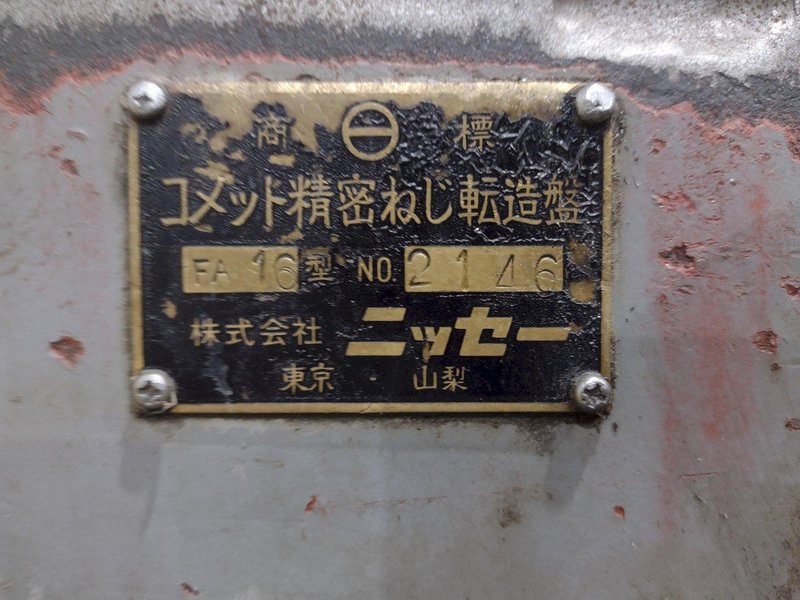 商 標
コメット精密ねじ転造盤
FA 16 型 NO. 2146
株式会社 ニッセー
東京 山梨